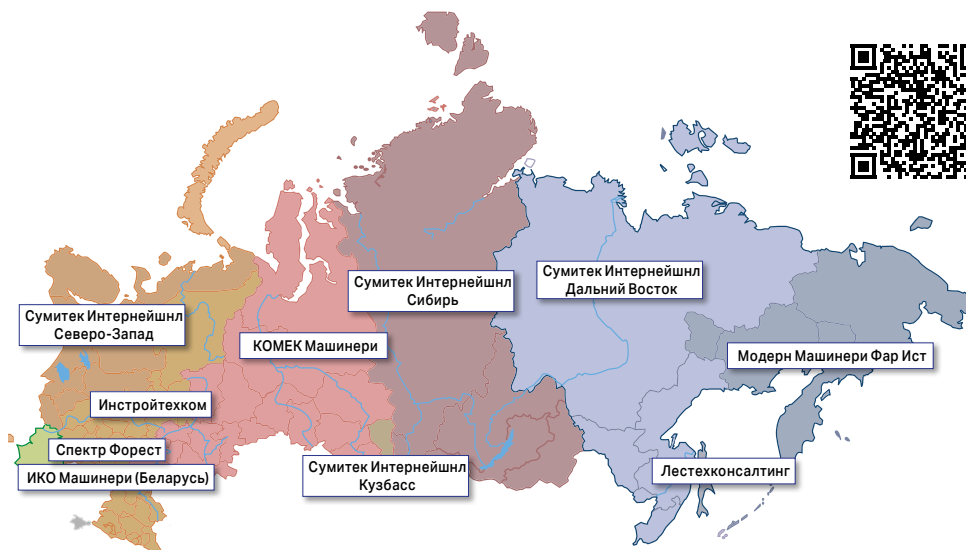 Сумитек Интернейшнл
Сибирь
Сумитек Интернейшнл
Дальний Восток
Сумитек Интернейшнл
Северо-Запад
КОМЕК Машинери
Модерн Машинери Фар Ист
Инстройтехком
Спектр Форест
ИКО Машинери (Беларусь)
Сумитек Интернейшнл
Кузбасс
Лестехконсалтинг